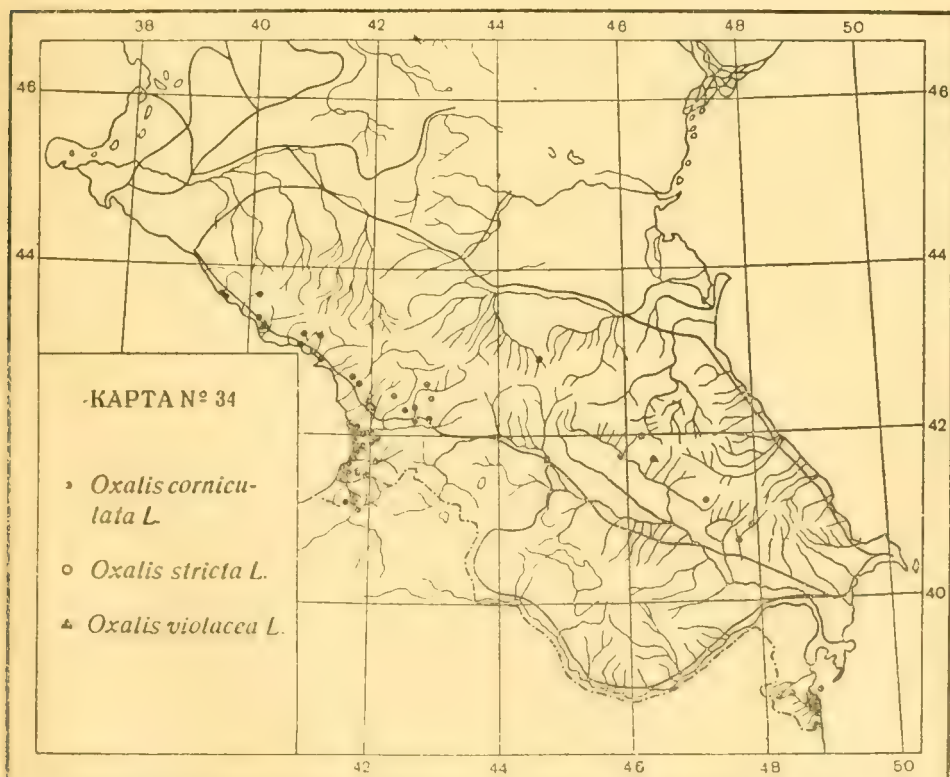 38 40 42 44 46 48 50
46 46
44 44
КАРТА № 34
Oxalis cornicu-
lata L.
Oxalis stricta L.
Oxalis violacea L.
42
40
42 44 46 48 50